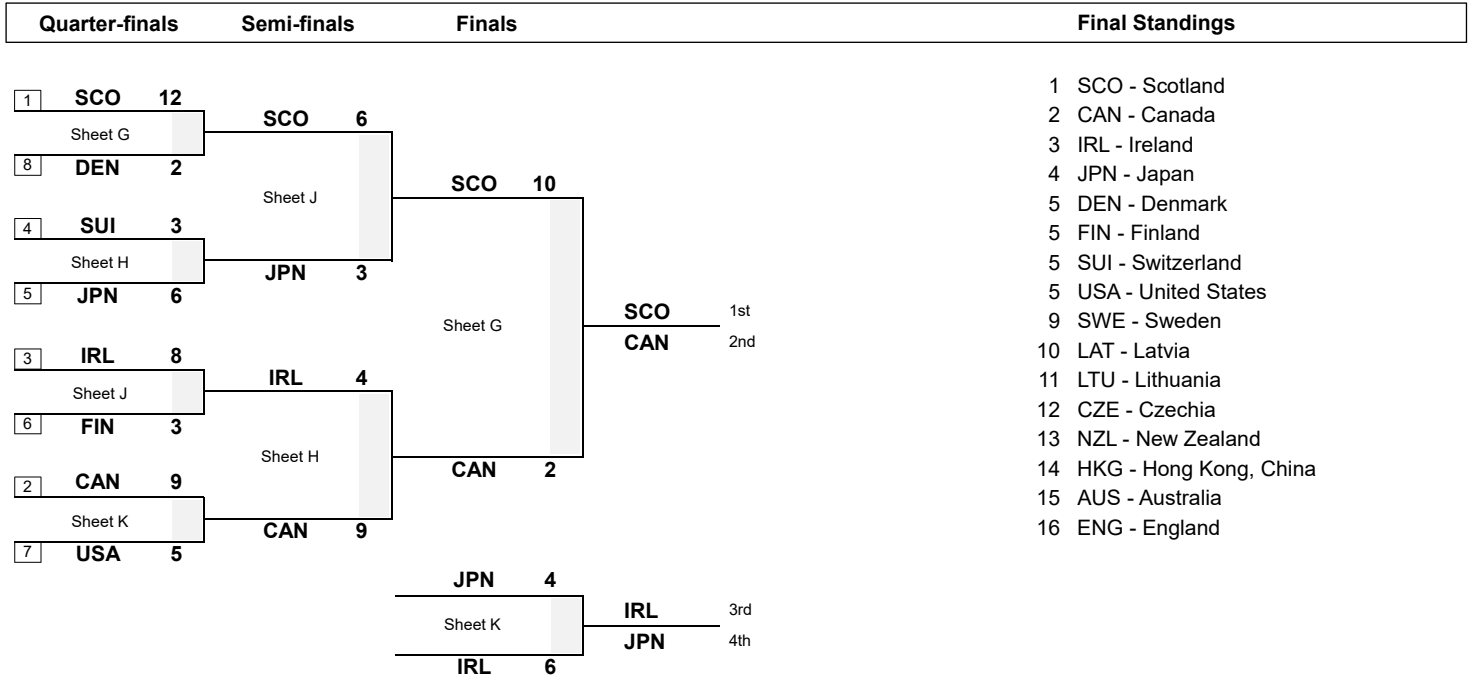 Quarter-finals Semi-finals Finals Final Standings
1 SCO 12
Sheet G
8 DEN 2
4 SUI 3
Sheet H
5 JPN 6
3 IRL 8
Sheet J
6 FIN 3
2 CAN 9
Sheet K
7 USA 5
SCO 6
Sheet J
JPN 3
IRL 4
Sheet H
CAN 9
SCO 10
Sheet G
CAN 2
SCO 1st
CAN 2nd
JPN 4
Sheet K
IRL 6
IRL 3rd
JPN 4th
1 SCO - Scotland
2 CAN - Canada
3 IRL - Ireland
4 JPN - Japan
5 DEN - Denmark
5 FIN - Finland
5 SUI - Switzerland
5 USA - United States
9 SWE - Sweden
10 LAT - Latvia
11 LTU - Lithuania
12 CZE - Czechia
13 NZL - New Zealand
14 HKG - Hong Kong, China
15 AUS - Australia
16 ENG - England